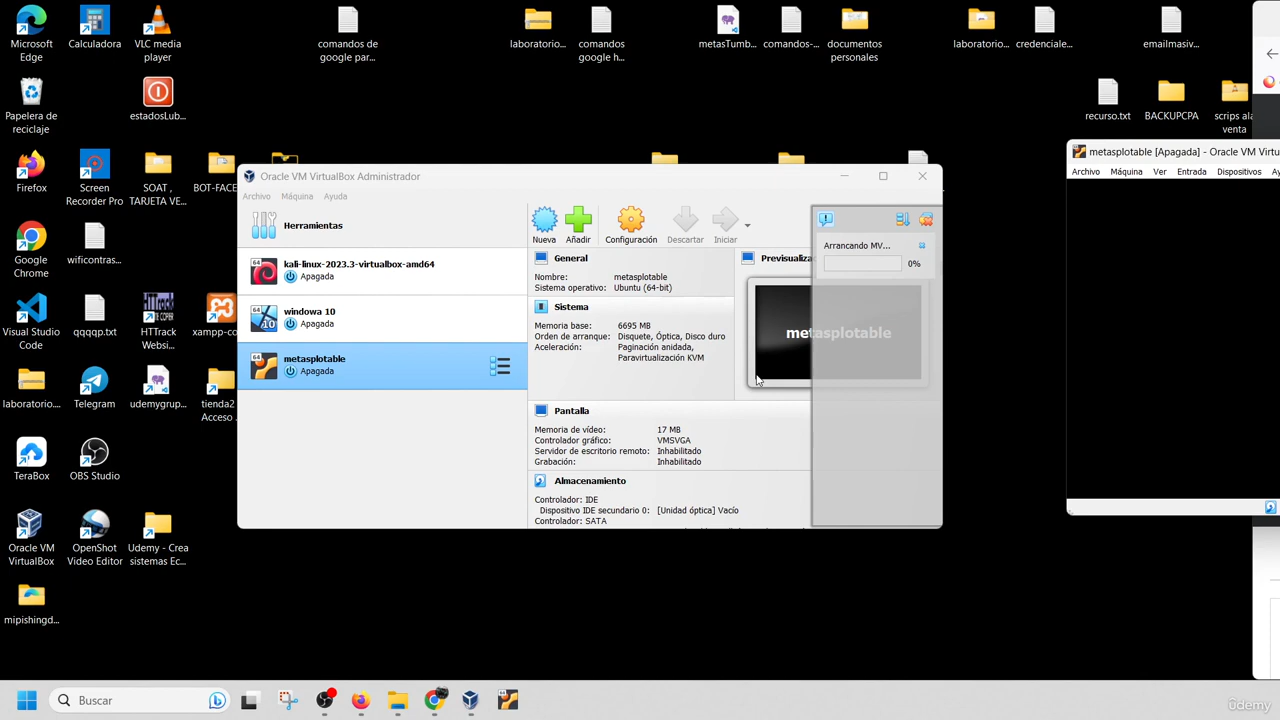 Microsoft
Edge
Calculadora
VLC media
player
comandos de
google par...
laboratorio...
comandos
google h...
metasTumb...
comandos-...
documentos
personales
laboratorio...
credenciale...
emailmasiv...
Papelera de
reciclaje
estadosLub...
recurso.txt
BACKUPCPA
scrips ala
venta
Firefox
Screen
Recorder Pro
SOAT ,
TARJETA VE...
BOT-FACE
Google
Chrome
wificontras...
Visual Studio
Code
qqqqp.txt
HTTrack
Websi...
xampp-co
laboratorio...
Telegram
udemygrup...
tienda2
Acceso
TeraBox
OBS Studio
Oracle VM
VirtualBox
OpenShot
Video Editor
Udemy - Crea
sistemas Ec...
mipishingd...
Oracle VM VirtualBox Administrador
Archivo Máquina Ayuda
Herramientas
64 kali-linux-2023.3-virtualbox-amd64
Apagada
64 windowa 10
10 Apagada
64 metasplotable
Apagada
Nueva Añadir Configuración Descartar Iniciar
General
Nombre: metasplotable
Sistema operativo: Ubuntu (64-bit)
Sistema
Memoria base: 6695 MB
Orden de arranque: Disquete, Óptica, Disco duro
Aceleración: Paginación anidada,
Paravirtualización KVM
Pantalla
Memoria de vídeo: 17 MB
Controlador gráfico: VMSVGA
Servidor de escritorio remoto: Inhabilitado
Grabación: Inhabilitado
Almacenamiento
Controlador: IDE
Dispositivo IDE secundario 0: [Unidad óptica] Vacío
Controlador: SATA
Previsualiza
metasplotable
Arrancando MV...
0%
metasplotable [Apagada] - Oracle VM Virtu
Archivo Máquina Ver Entrada Dispositivos Ay
Buscar
ûdemy